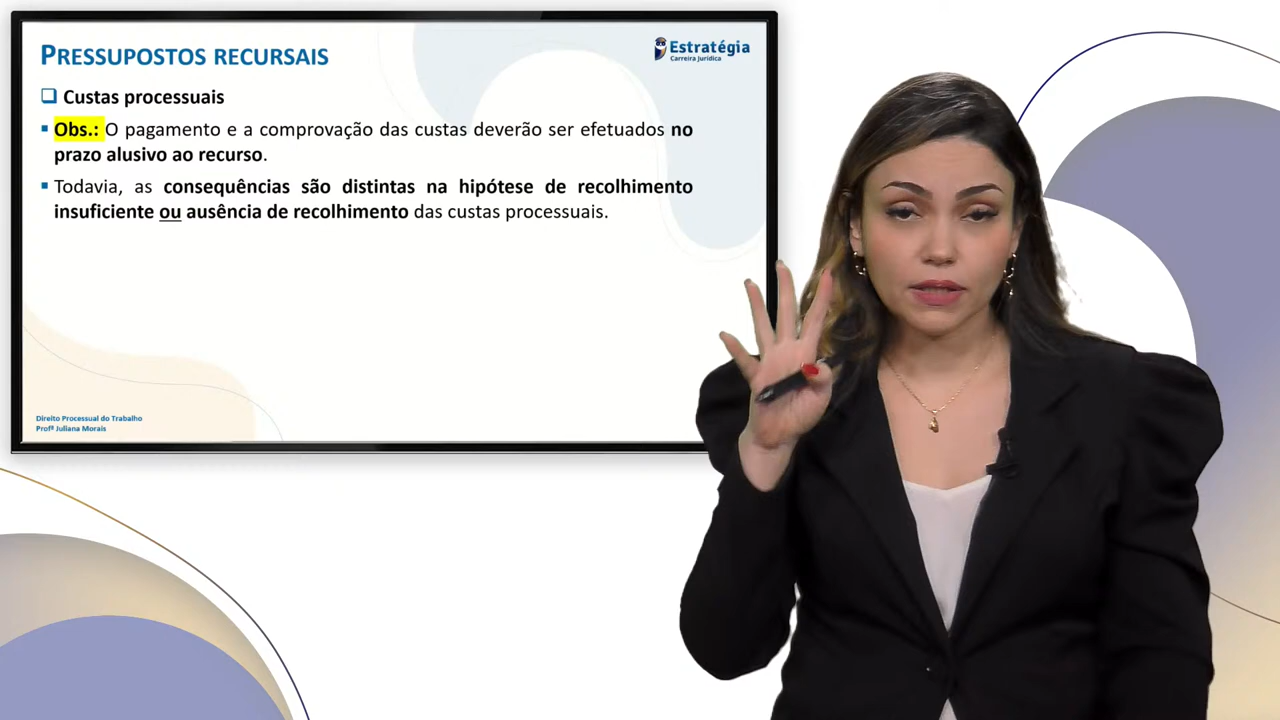 PRESSUPOSTOS RECURSAIS
Estratégia
Carreira Jurídica
❑ Custas processuais
▪ Obs.: O pagamento e a comprovação das custas deverão ser efetuados no
prazo alusivo ao recurso.
▪ Todavia, as consequências são distintas na hipótese de recolhimento
insuficiente ou ausência de recolhimento das custas processuais.
Direito Processual do Trabalho
Profª Juliana Morais